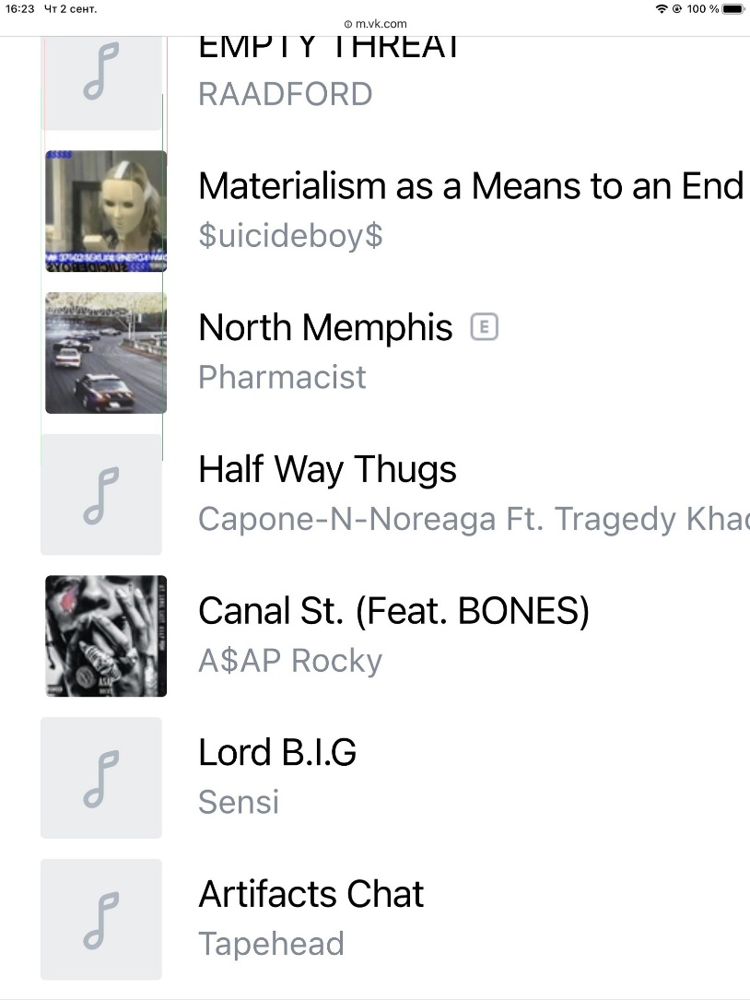 16:23 Чт 2 сент.
100 %
m.vk.com
EMPTY THREAT
RAADFORD
$$$$$
Materialism as a Means to an End
$uicideboy$
North Memphis E
Pharmacist
Half Way Thugs
Capone-N-Noreaga Ft. Tragedy Khad
Canal St. (Feat. BONES)
A$AP Rocky
Lord B.I.G
Sensi
Artifacts Chat
Tapehead